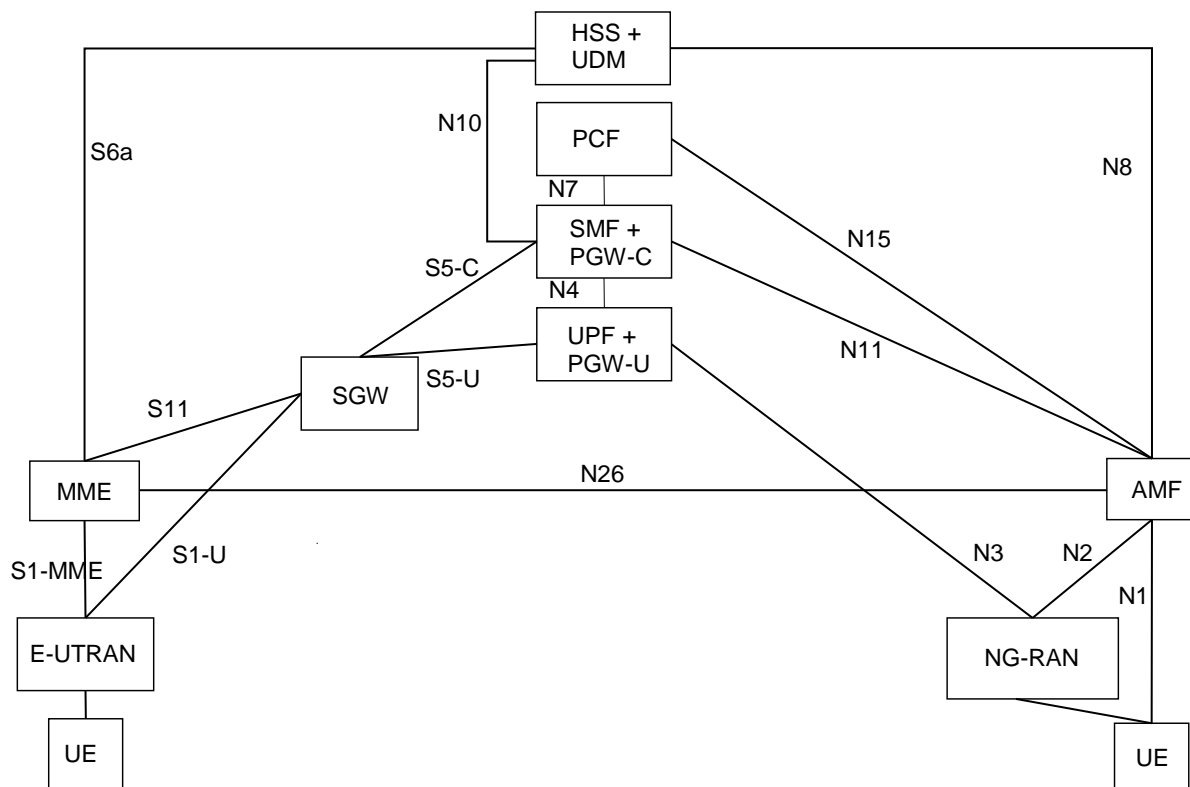 HSS +
UDM
N10
PCF
S6a
N8
N7
SMF +
PGW-C
N15
S5-C
N4
UPF +
PGW-U
N11
S5-U
SGW
S11
N26
MME
AMF
S1-U
N3
N2
S1-MME
N1
E-UTRAN
NG-RAN
UE
UE